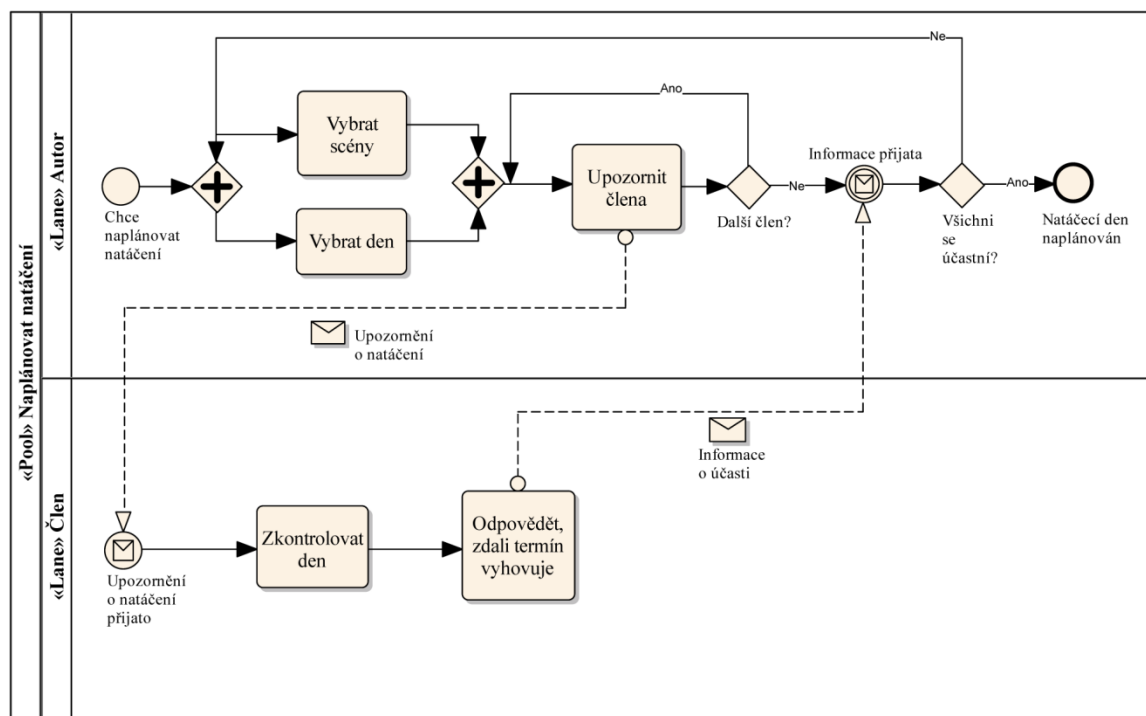 «Pool» Naplánovat natáčení
«Lane» Autor
Ne
Ano
Vybrat
scény
Informace přijata
Upozornit
člena
Chce
naplánovat
natáčení
Vybrat den
Další člen?
Ne
Všichni
se
účastní?
Ano
Natáčecí den
naplánován
Upozornění
o natáčení
«Lane» Člen
Informace
o účasti
Upozornění
o natáčení
přijato
Zkontrolovat
den
Odpovědět,
zdali termín
vyhovuje